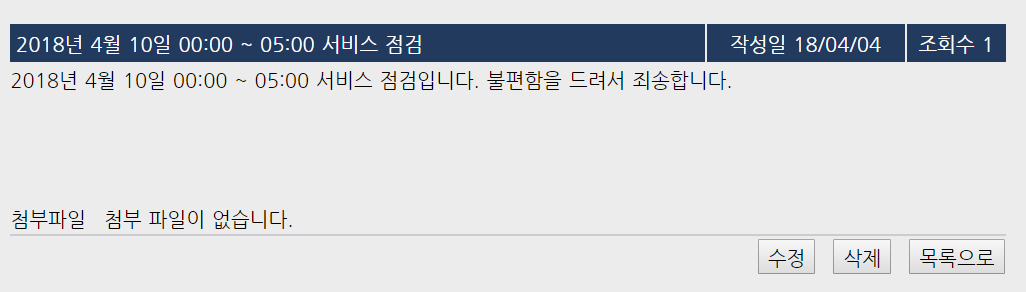 2018년 4월 10일 00:00 ~ 05:00 서비스 점검 작성일 18/04/04 조회수 1
2018년 4월 10일 00:00 ~ 05:00 서비스 점검입니다. 불편함을 드려서 죄송합니다.
첨부파일 첨부 파일이 없습니다.
수정 삭제 목록으로